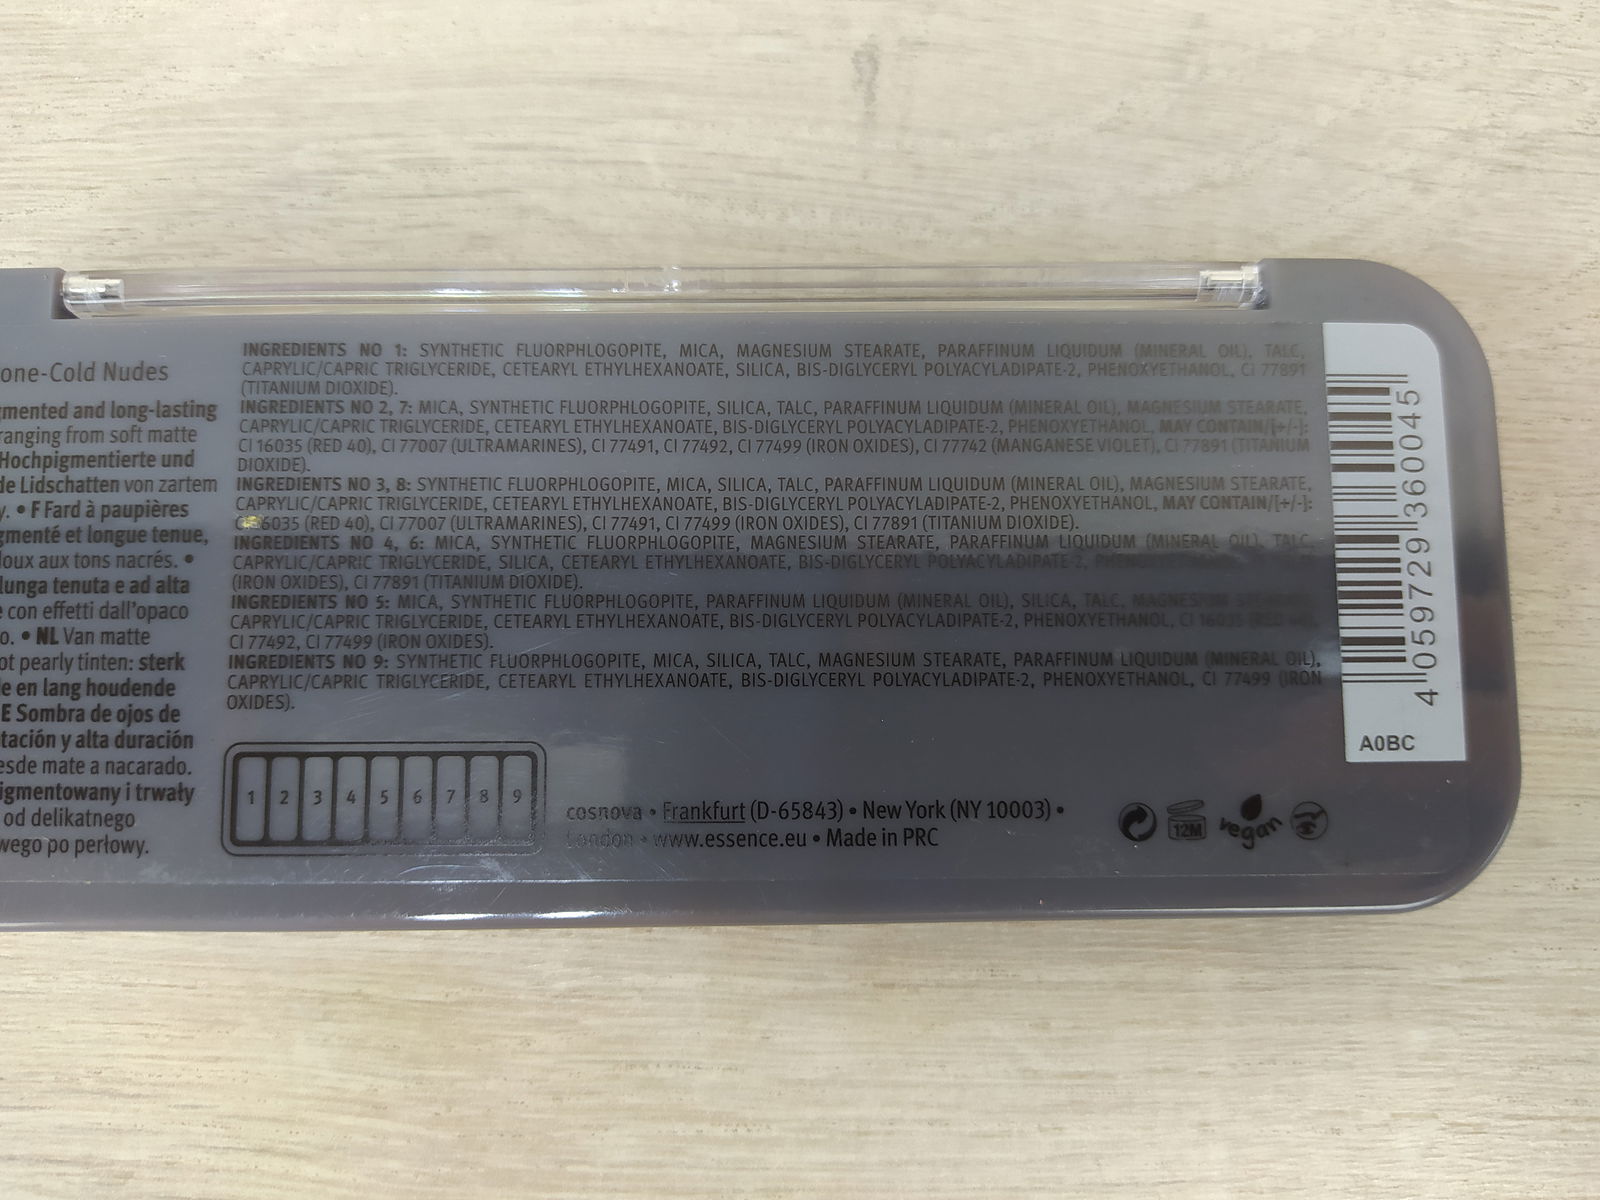 one-Cold Nudes
gmented and long-lasting
ranging from soft matte
Hochpigmentierte und
de Lidschatten von zartem
y. • F Fard à paupières
gmenté et longue tenue,
doux aux tons nacrés. •
lunga tenuta e ad alta
e con effetti dall'opaco
o. • NL Van matte
ot pearly tinten: sterk
le en lang houdende
E Sombra de ojos de
tación y alta duración
esde mate a nacarado.
igmentowany i trwały
od delikatnego
wego po perłowy.
INGREDIENTS NO 1: SYNTHETIC FLUORPHLOGOPITE, MICA, MAGNESIUM STEARATE, PARAFFINUM LIQUIDUM (MINERAL OIL), TALC,
CAPRYLIC/CAPRIC TRIGLYCERIDE, CETEARYL ETHYLHEXANOATE, SILICA, BIS-DIGLYCERYL POLYACYLADIPATE-2, PHENOXYETHANOL, CI 77891
(TITANIUM DIOXIDE).
INGREDIENTS NO 2, 7: MICA, SYNTHETIC FLUORPHLOGOPITE, SILICA, TALC, PARAFFINUM LIQUIDUM (MINERAL OIL), MAGNESIUM STEARATE,
CAPRYLIC/CAPRIC TRIGLYCERIDE, CETEARYL ETHYLHEXANOATE, BIS-DIGLYCERYL POLYACYLADIPATE-2, PHENOXYETHANOL, MAY CONTAIN/[+/-]:
CI 16035 (RED 40), CI 77007 (ULTRAMARINES), CI 77491, CI 77492, CI 77499 (IRON OXIDES), CI 77742 (MANGANESE VIOLET), CI 77891 (TITANIUM
DIOXIDE).
INGREDIENTS NO 3, 8: SYNTHETIC FLUORPHLOGOPITE, MICA, SILICA, TALC, PARAFFINUM LIQUIDUM (MINERAL OIL), MAGNESIUM STEARATE,
CAPRYLIC/CAPRIC TRIGLYCERIDE, CETEARYL ETHYLHEXANOATE, BIS-DIGLYCERYL POLYACYLADIPATE-2, PHENOXYETHANOL, MAY CONTAIN/[+/-]:
CI 16035 (RED 40), CI 77007 (ULTRAMARINES), CI 77491, CI 77499 (IRON OXIDES), CI 77891 (TITANIUM DIOXIDE).
INGREDIENTS NO 4, 6: MICA, SYNTHETIC FLUORPHLOGOPITE, MAGNESIUM STEARATE, PARAFFINUM LIQUIDUM (MINERAL OIL), TALC,
CAPRYLIC/CAPRIC TRIGLYCERIDE, SILICA, CETEARYL ETHYLHEXANOATE, BIS-DIGLYCERYL POLYACYLADIPATE-2,
(IRON OXIDES), CI 77891 (TITANIUM DIOXIDE).
INGREDIENTS NO 5: MICA, SYNTHETIC FLUORPHLOGOPITE, PARAFFINUM LIQUIDUM (MINERAL OIL), SILICA, TALC, MAGNESIUM STEARATE,
CAPRYLIC/CAPRIC TRIGLYCERIDE, CETEARYL ETHYLHEXANOATE, BIS-DIGLYCERYL POLYACYLADIPATE-2, PHENOXYETHANOL, CI 16035 (RED 40),
CI 77492, CI 77499 (IRON OXIDES).
INGREDIENTS NO 9: SYNTHETIC FLUORPHLOGOPITE, MICA, SILICA, TALC, MAGNESIUM STEARATE, PARAFFINUM LIQUIDUM (MINERAL OIL),
CAPRYLIC/CAPRIC TRIGLYCERIDE, CETEARYL ETHYLHEXANOATE, BIS-DIGLYCERYL POLYACYLADIPATE-2, PHENOXYETHANOL, CI 77499 (IRON
OXIDES).
1 2 3 4 5 6 7 8 9
cosnova • Frankfurt (D-65843) • New York (NY 10003) •
London • www.essence.eu • Made in PRC
12M
vegan
4 059729 360045
A0BC